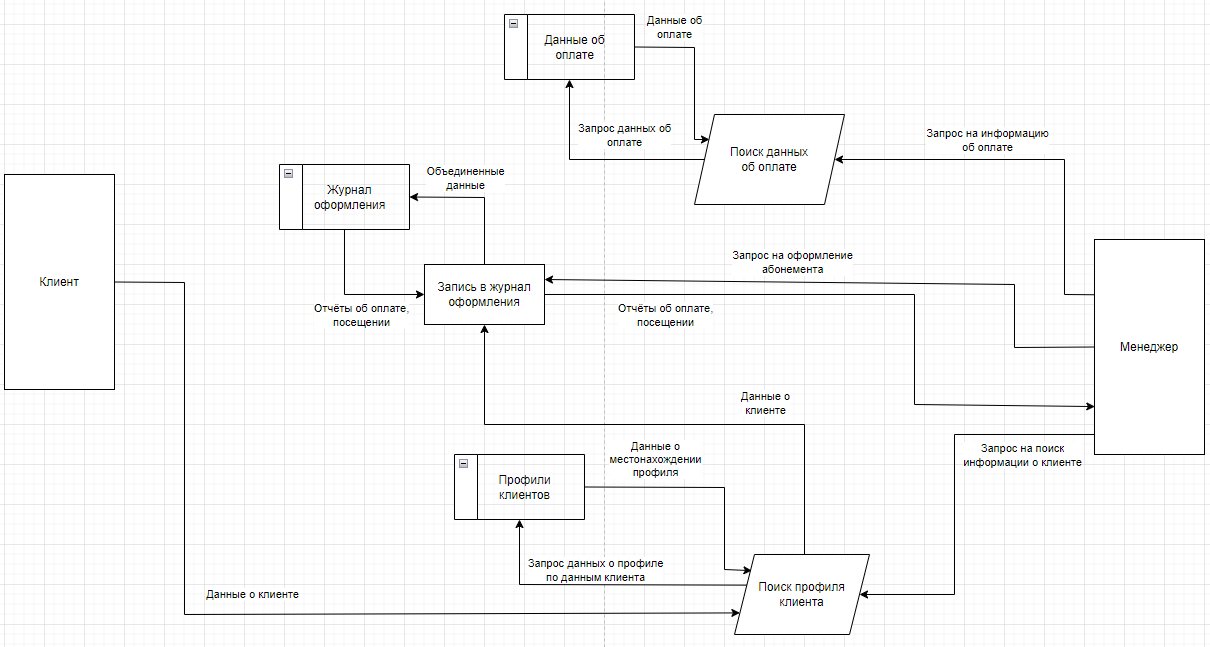 Данные об
оплате
Данные об
оплате
Запрос данных об
оплате
Поиск данных
об оплате
Запрос на информацию
об оплате
Объединенные
данные
Журнал
оформления
Клиент
Запись в журнал
оформления
Запрос на оформление
абонемента
Отчёты об оплате,
посещении
Отчёты об оплате,
посещении
Менеджер
Данные о
клиенте
Запрос на поиск
информации о клиенте
Данные о
местонахождении
профиля
Профили
клиентов
Запрос данных о профиле
по данным клиента
Поиск профиля
клиента
Данные о клиенте